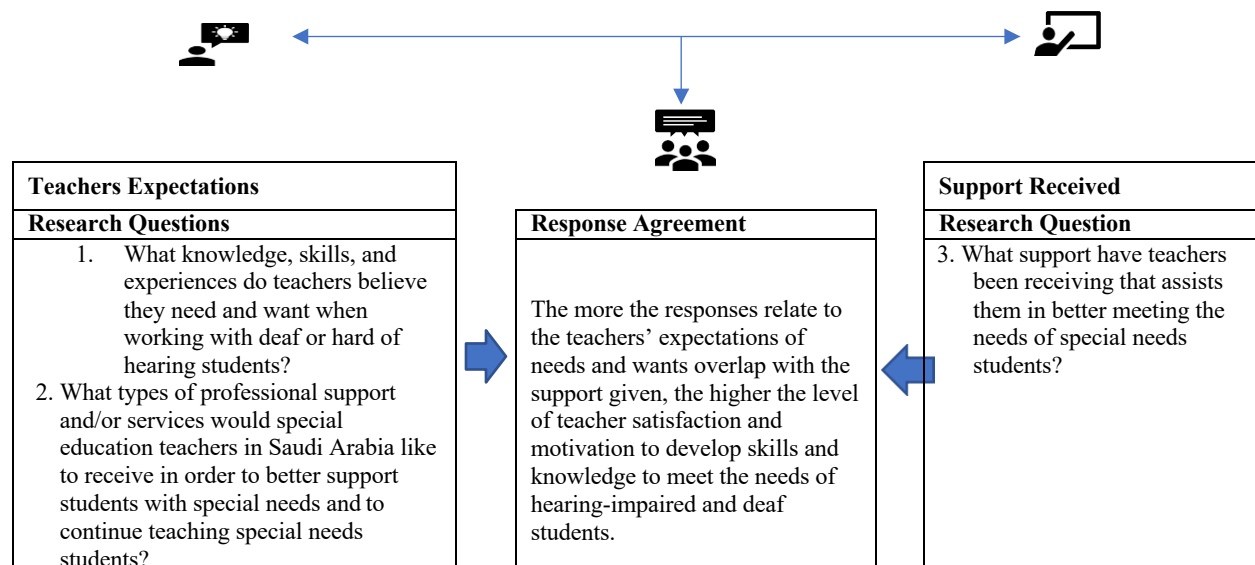 Teachers Expectations
Research Questions
1. What knowledge, skills, and
experiences do teachers believe
they need and want when
working with deaf or hard of
hearing students?
2. What types of professional support
and/or services would special
education teachers in Saudi Arabia like
to receive in order to better support
students with special needs and to
continue teaching special needs
students?
Response Agreement
The more the responses relate to
the teachers’ expectations of
needs and wants overlap with the
support given, the higher the level
of teacher satisfaction and
motivation to develop skills and
knowledge to meet the needs of
hearing-impaired and deaf
students.
Support Received
Research Question
3. What support have teachers
been receiving that assists
them in better meeting the
needs of special needs
students?